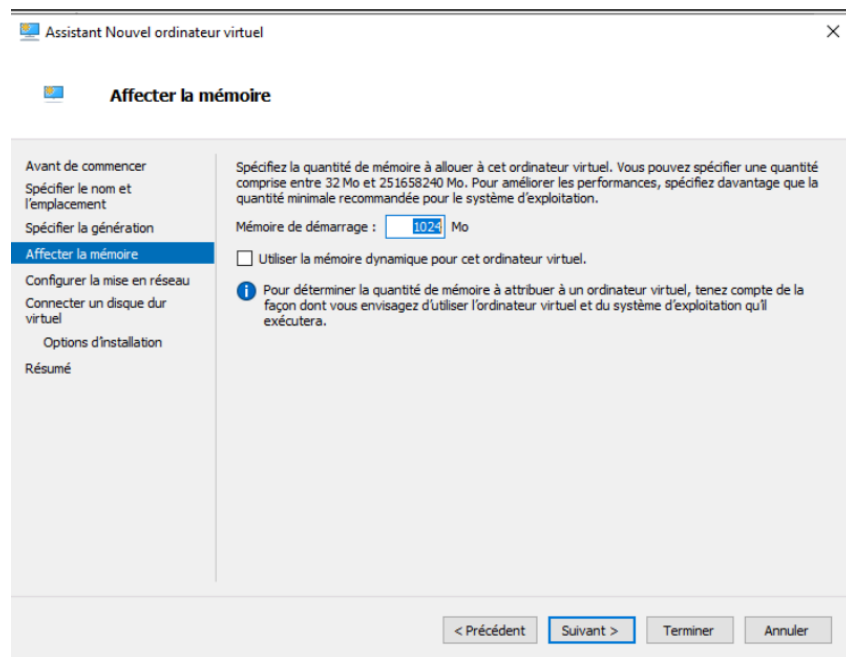 Assistant Nouvel ordinateur virtuel
Affecter la mémoire
Avant de commencer
Spécifier le nom et
l'emplacement
Spécifier la génération
Affecter la mémoire
Configurer la mise en réseau
Connecter un disque dur
virtuel
Options d'installation
Résumé
Spécifiez la quantité de mémoire à allouer à cet ordinateur virtuel. Vous pouvez spécifier une quantité
comprise entre 32 Mo et 251658240 Mo. Pour améliorer les performances, spécifiez davantage que la
quantité minimale recommandée pour le système d'exploitation.
Mémoire de démarrage : 1024 Mo
Utiliser la mémoire dynamique pour cet ordinateur virtuel.
Pour déterminer la quantité de mémoire à attribuer à un ordinateur virtuel, tenez compte de la
façon dont vous envisagez d'utiliser l'ordinateur virtuel et du système d'exploitation qu'il
exécutera.
< Précédent Suivant > Terminer Annuler